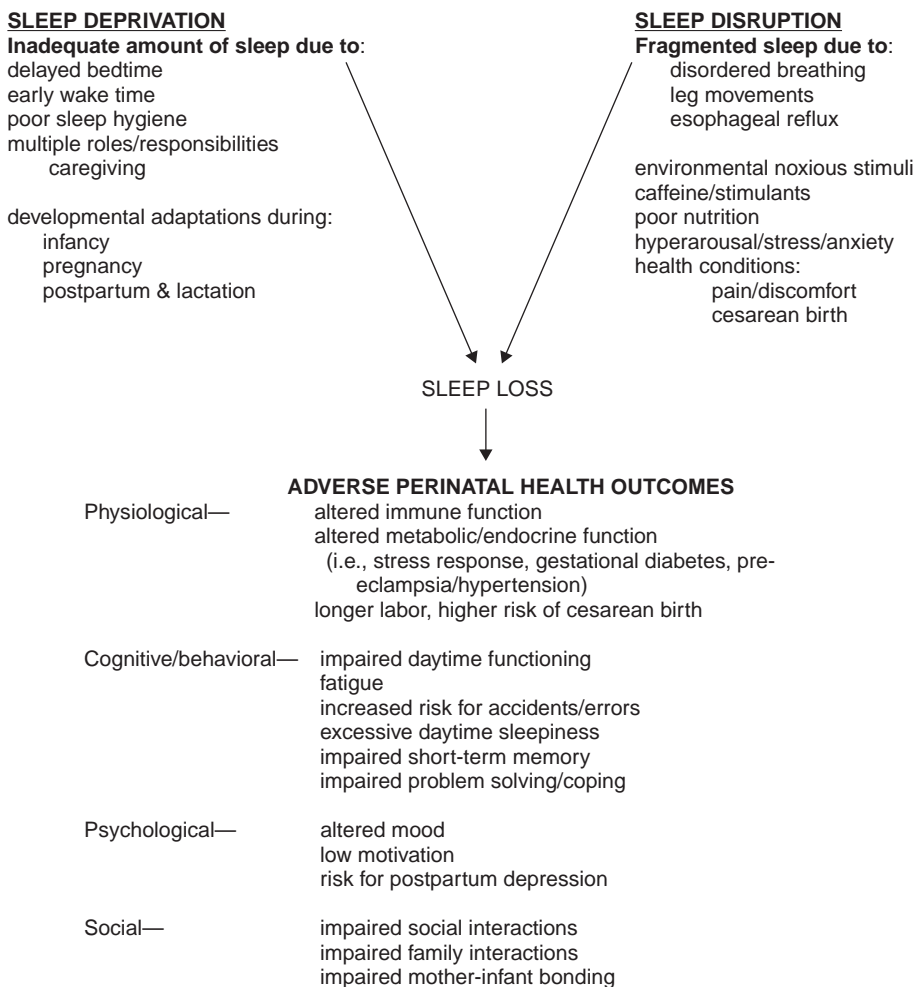 SLEEP DEPRIVATION
Inadequate amount of sleep due to:
delayed bedtime
early wake time
poor sleep hygiene
multiple roles/responsibilities
caregiving
developmental adaptations during:
infancy
pregnancy
postpartum & lactation
SLEEP DISRUPTION
Fragmented sleep due to:
disordered breathing
leg movements
esophageal reflux
environmental noxious stimuli
caffeine/stimulants
poor nutrition
hyperarousal/stress/anxiety
health conditions:
pain/discomfort
cesarean birth
SLEEP LOSS
ADVERSE PERINATAL HEALTH OUTCOMES
Physiological— altered immune function
altered metabolic/endocrine function
(i.e., stress response, gestational diabetes, pre-
eclampsia/hypertension)
longer labor, higher risk of cesarean birth
Cognitive/behavioral— impaired daytime functioning
fatigue
increased risk for accidents/errors
excessive daytime sleepiness
impaired short-term memory
impaired problem solving/coping
Psychological— altered mood
low motivation
risk for postpartum depression
Social— impaired social interactions
impaired family interactions
impaired mother-infant bonding